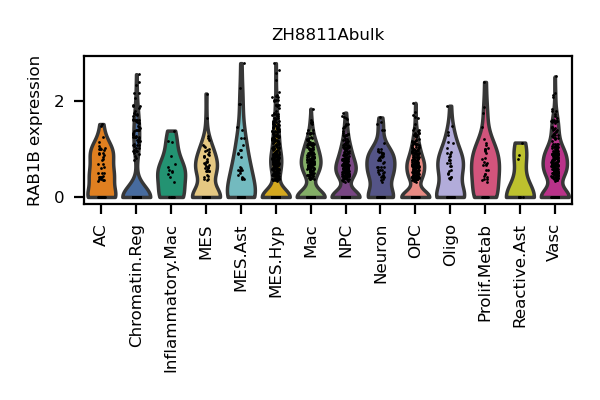 ZH8811Abulk
RAB1B expression
2
0
AC
Chromatin.Reg
Inflammatory.Mac
MES
MES.Ast
MES.Hyp
Mac
NPC
Neuron
OPC
Oligo
Prolif.Metab
Reactive.Ast
Vasc